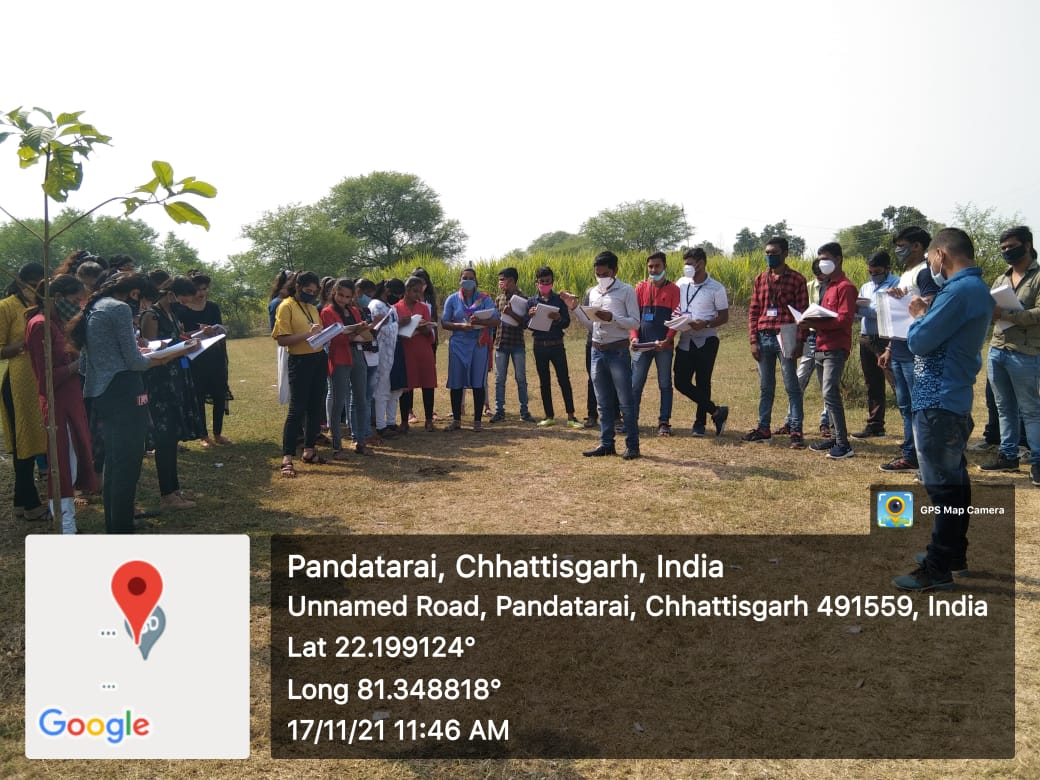 GPS Map Camera
Pandatarai, Chhattisgarh, India
Unnamed Road, Pandatarai, Chhattisgarh 491559, India
Lat 22.199124°
Long 81.348818°
17/11/21 11:46 AM
Google